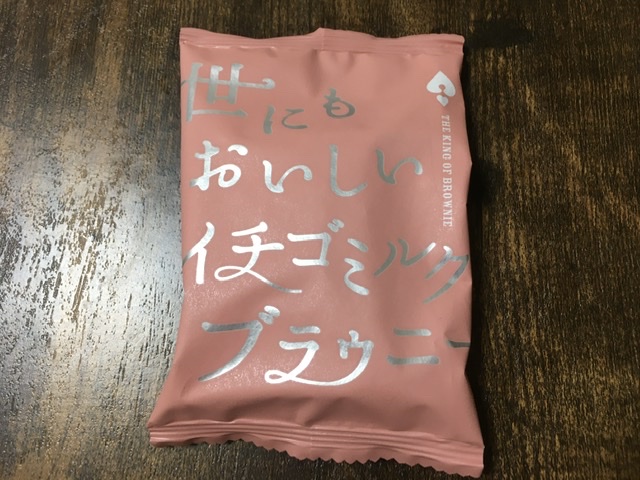 世にも
おいしい
イチゴミルク
ブラウニー
THE KING OF BROWNIE